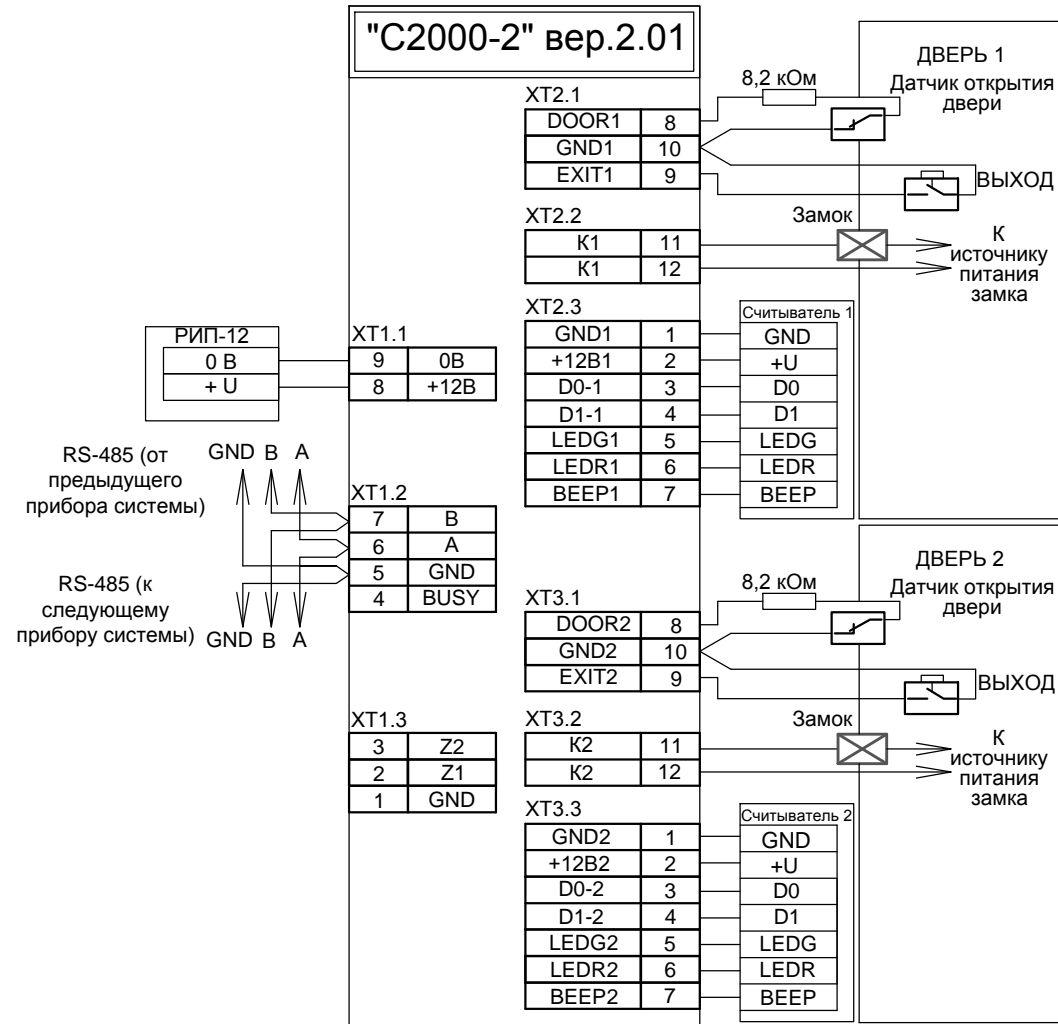 "С2000-2" вер.2.01
ДВЕРЬ 1
Датчик открытия
двери
8,2 кОм
XT2.1
DOOR1 8
GND1 10
EXIT1 9
ВЫХОД
XT2.2
К1 11
К1 12
Замок
К
источнику
питания
замка
XT2.3
GND1 1
+12В1 2
D0-1 3
D1-1 4
LEDG1 5
LEDR1 6
BEEP1 7
Считыватель 1
GND
+U
D0
D1
LEDG
LEDR
BEEP
РИП-12
0 В
+ U
XT1.1
9 0В
8 +12В
RS-485 (от
предыдущего
прибора системы)
GND B A
XT1.2
7 B
6 A
5 GND
4 BUSY
RS-485 (к
следующему
прибору системы)
GND B A
XT1.3
3 Z2
2 Z1
1 GND
ДВЕРЬ 2
Датчик открытия
двери
8,2 кОм
XT3.1
DOOR2 8
GND2 10
EXIT2 9
ВЫХОД
XT3.2
К2 11
К2 12
Замок
К
источнику
питания
замка
XT3.3
GND2 1
+12В2 2
D0-2 3
D1-2 4
LEDG2 5
LEDR2 6
BEEP2 7
Считыватель 2
GND
+U
D0
D1
LEDG
LEDR
BEEP